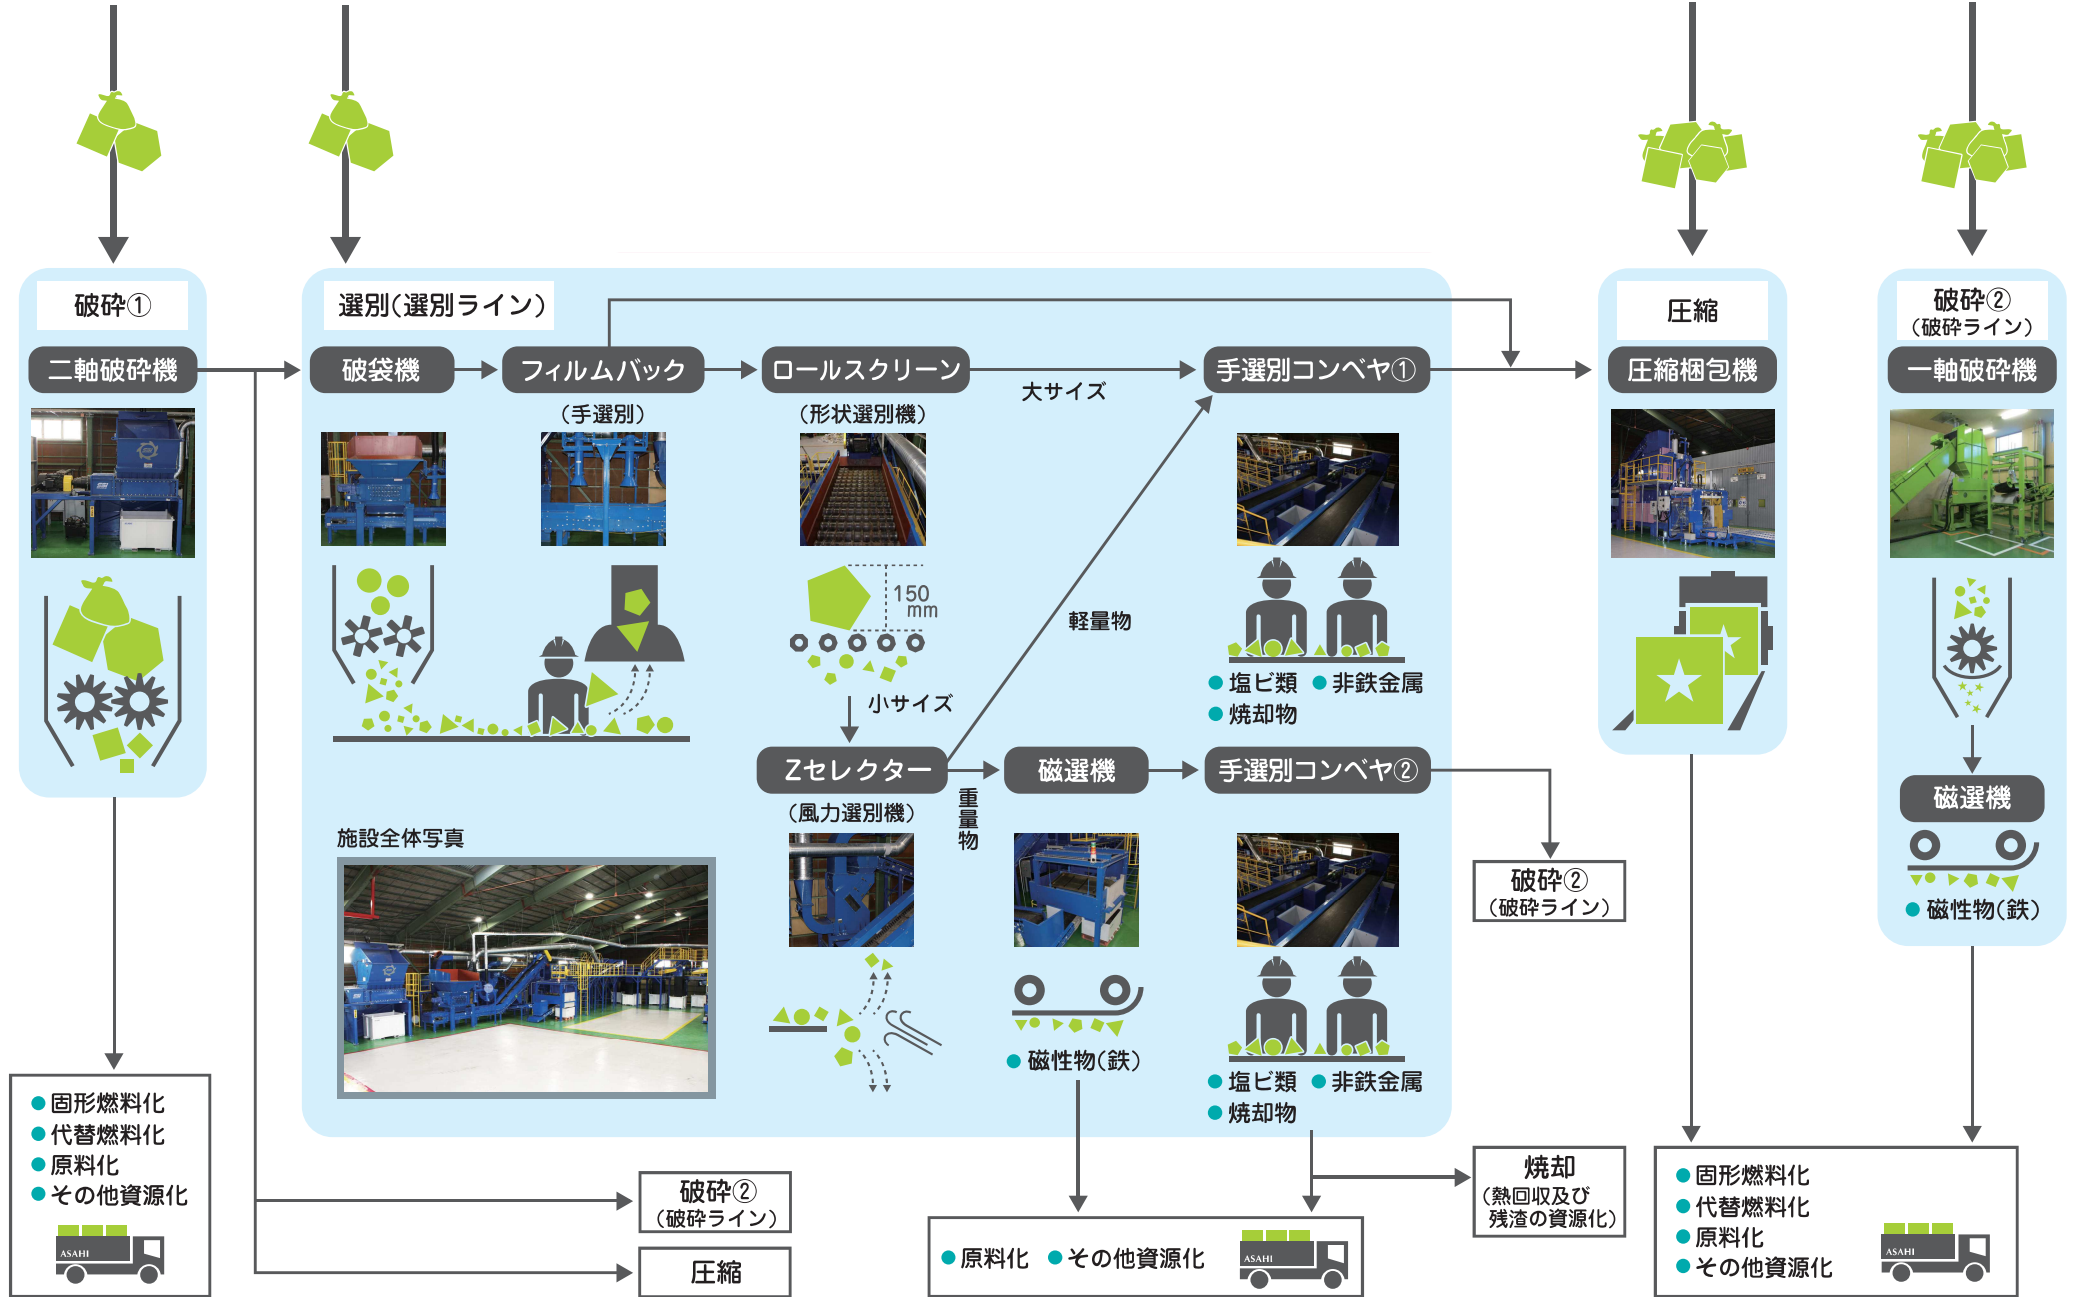 破砕①
二軸破砕機
固形燃料化
代替燃料化
原料化
その他資源化
ASAHI
選別(選別ライン)
破袋機
フィルムバック
(手選別)
ロールスクリーン
(形状選別機)
150
mm
大サイズ
小サイズ
手選別コンベヤ①
塩ビ類
非鉄金属
焼却物
軽量物
Zセレクター
(風力選別機)
重量物
磁選機
磁性物(鉄)
手選別コンベヤ②
塩ビ類
非鉄金属
焼却物
施設全体写真
破砕②
(破砕ライン)
圧縮
原料化
その他資源化
ASAHI
破砕②
(破砕ライン)
焼却
(熱回収及び
残渣の資源化)
圧縮
圧縮梱包機
破砕②
(破砕ライン)
一軸破砕機
磁選機
磁性物(鉄)
固形燃料化
代替燃料化
原料化
その他資源化
ASAHI